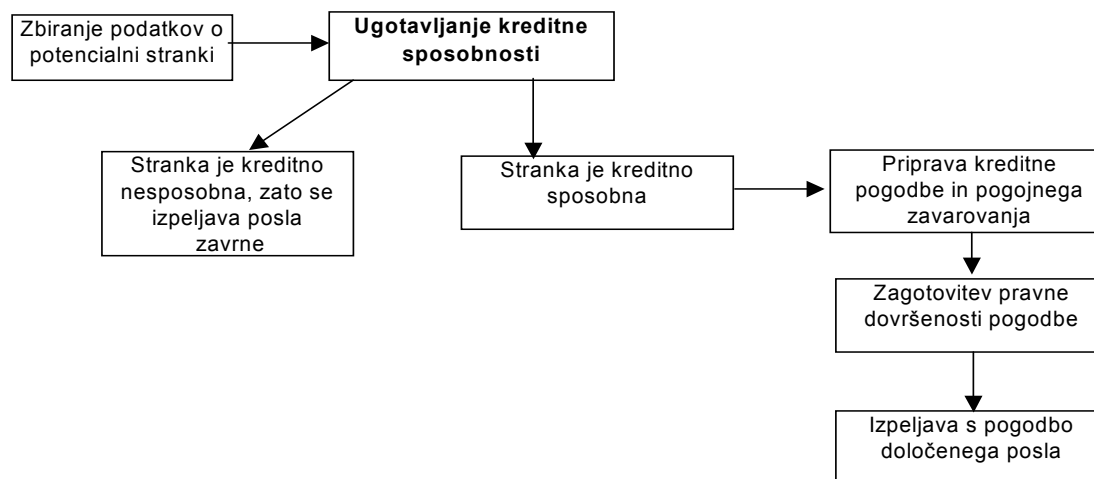 Zbiranje podatkov o
potencialni stranki
Ugotavljanje kreditne
sposobnosti
Stranka je kreditno
nesposobna, zato se
izpeljava posla
zavrne
Stranka je kreditno
sposobna
Priprava kreditne
pogodbe in pogojnega
zavarovanja
Zagotovitev pravne
dovršenosti pogodbe
Izpeljava s pogodbo
določenega posla